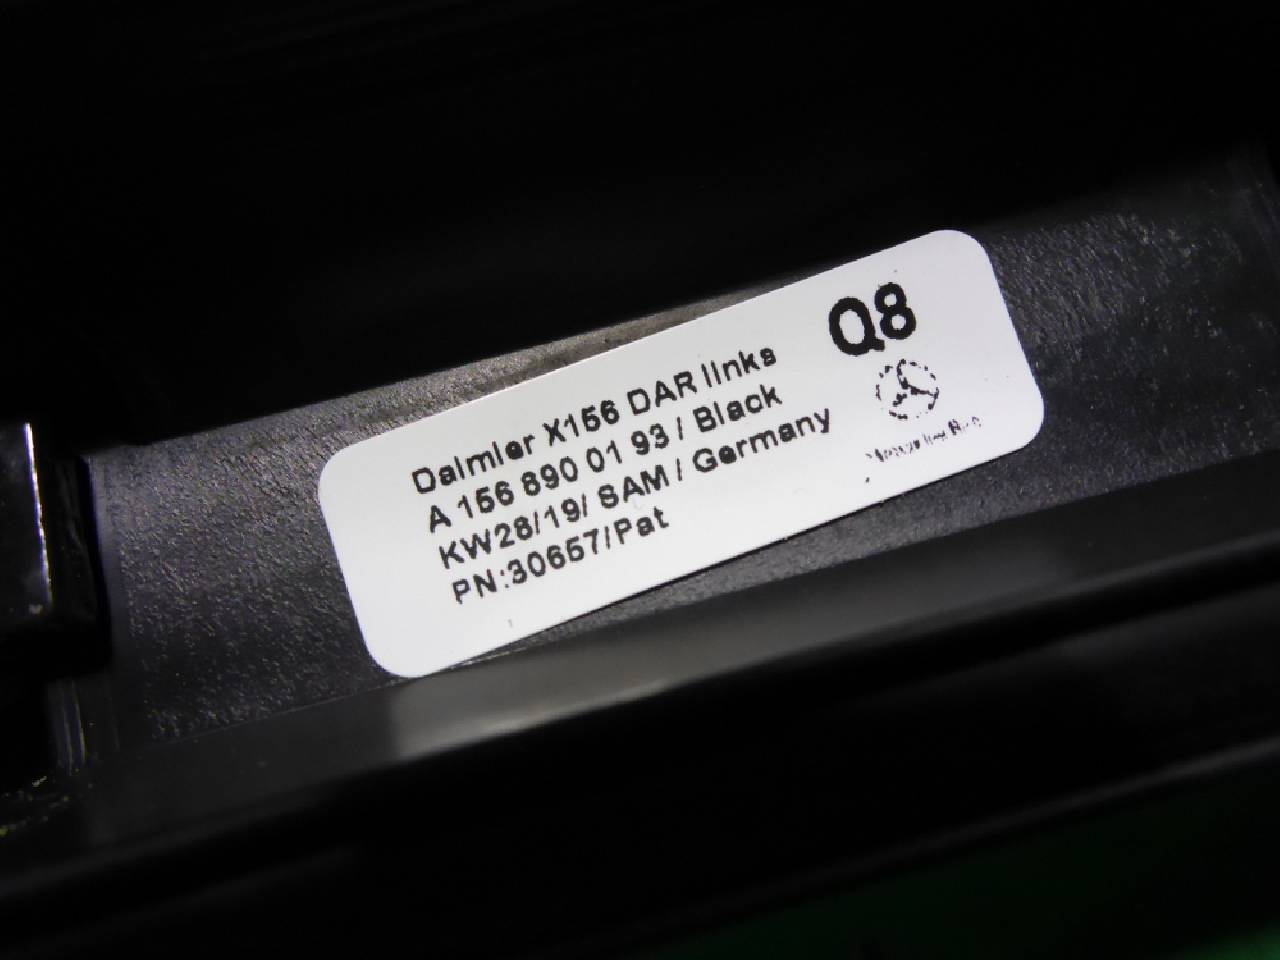 Daimler X156 DAR links
A 156 890 01 93 / Black
KW28/19/ SAM / Germany
PN:30657/Pat
Q8